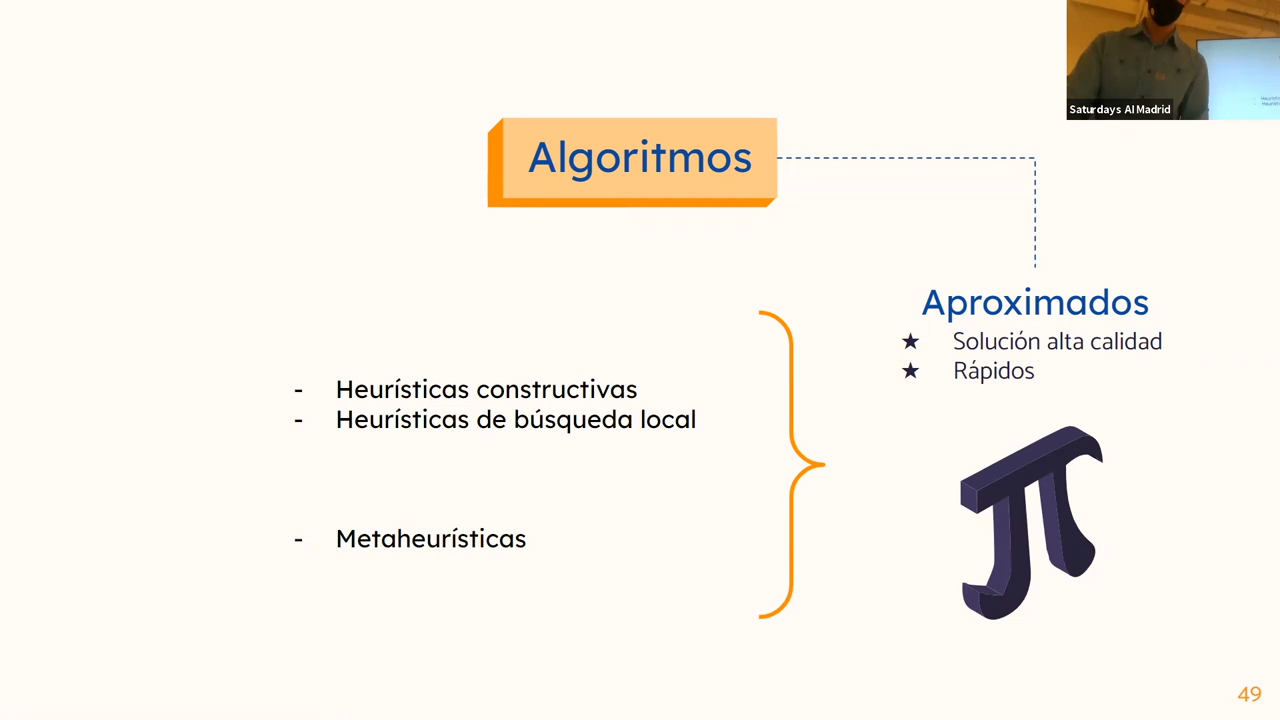 Saturdays AI Madrid
Algoritmos
Aproximados
★ Solución alta calidad
★ Rápidos
- Heurísticas constructivas
- Heurísticas de búsqueda local
- Metaheurísticas
49